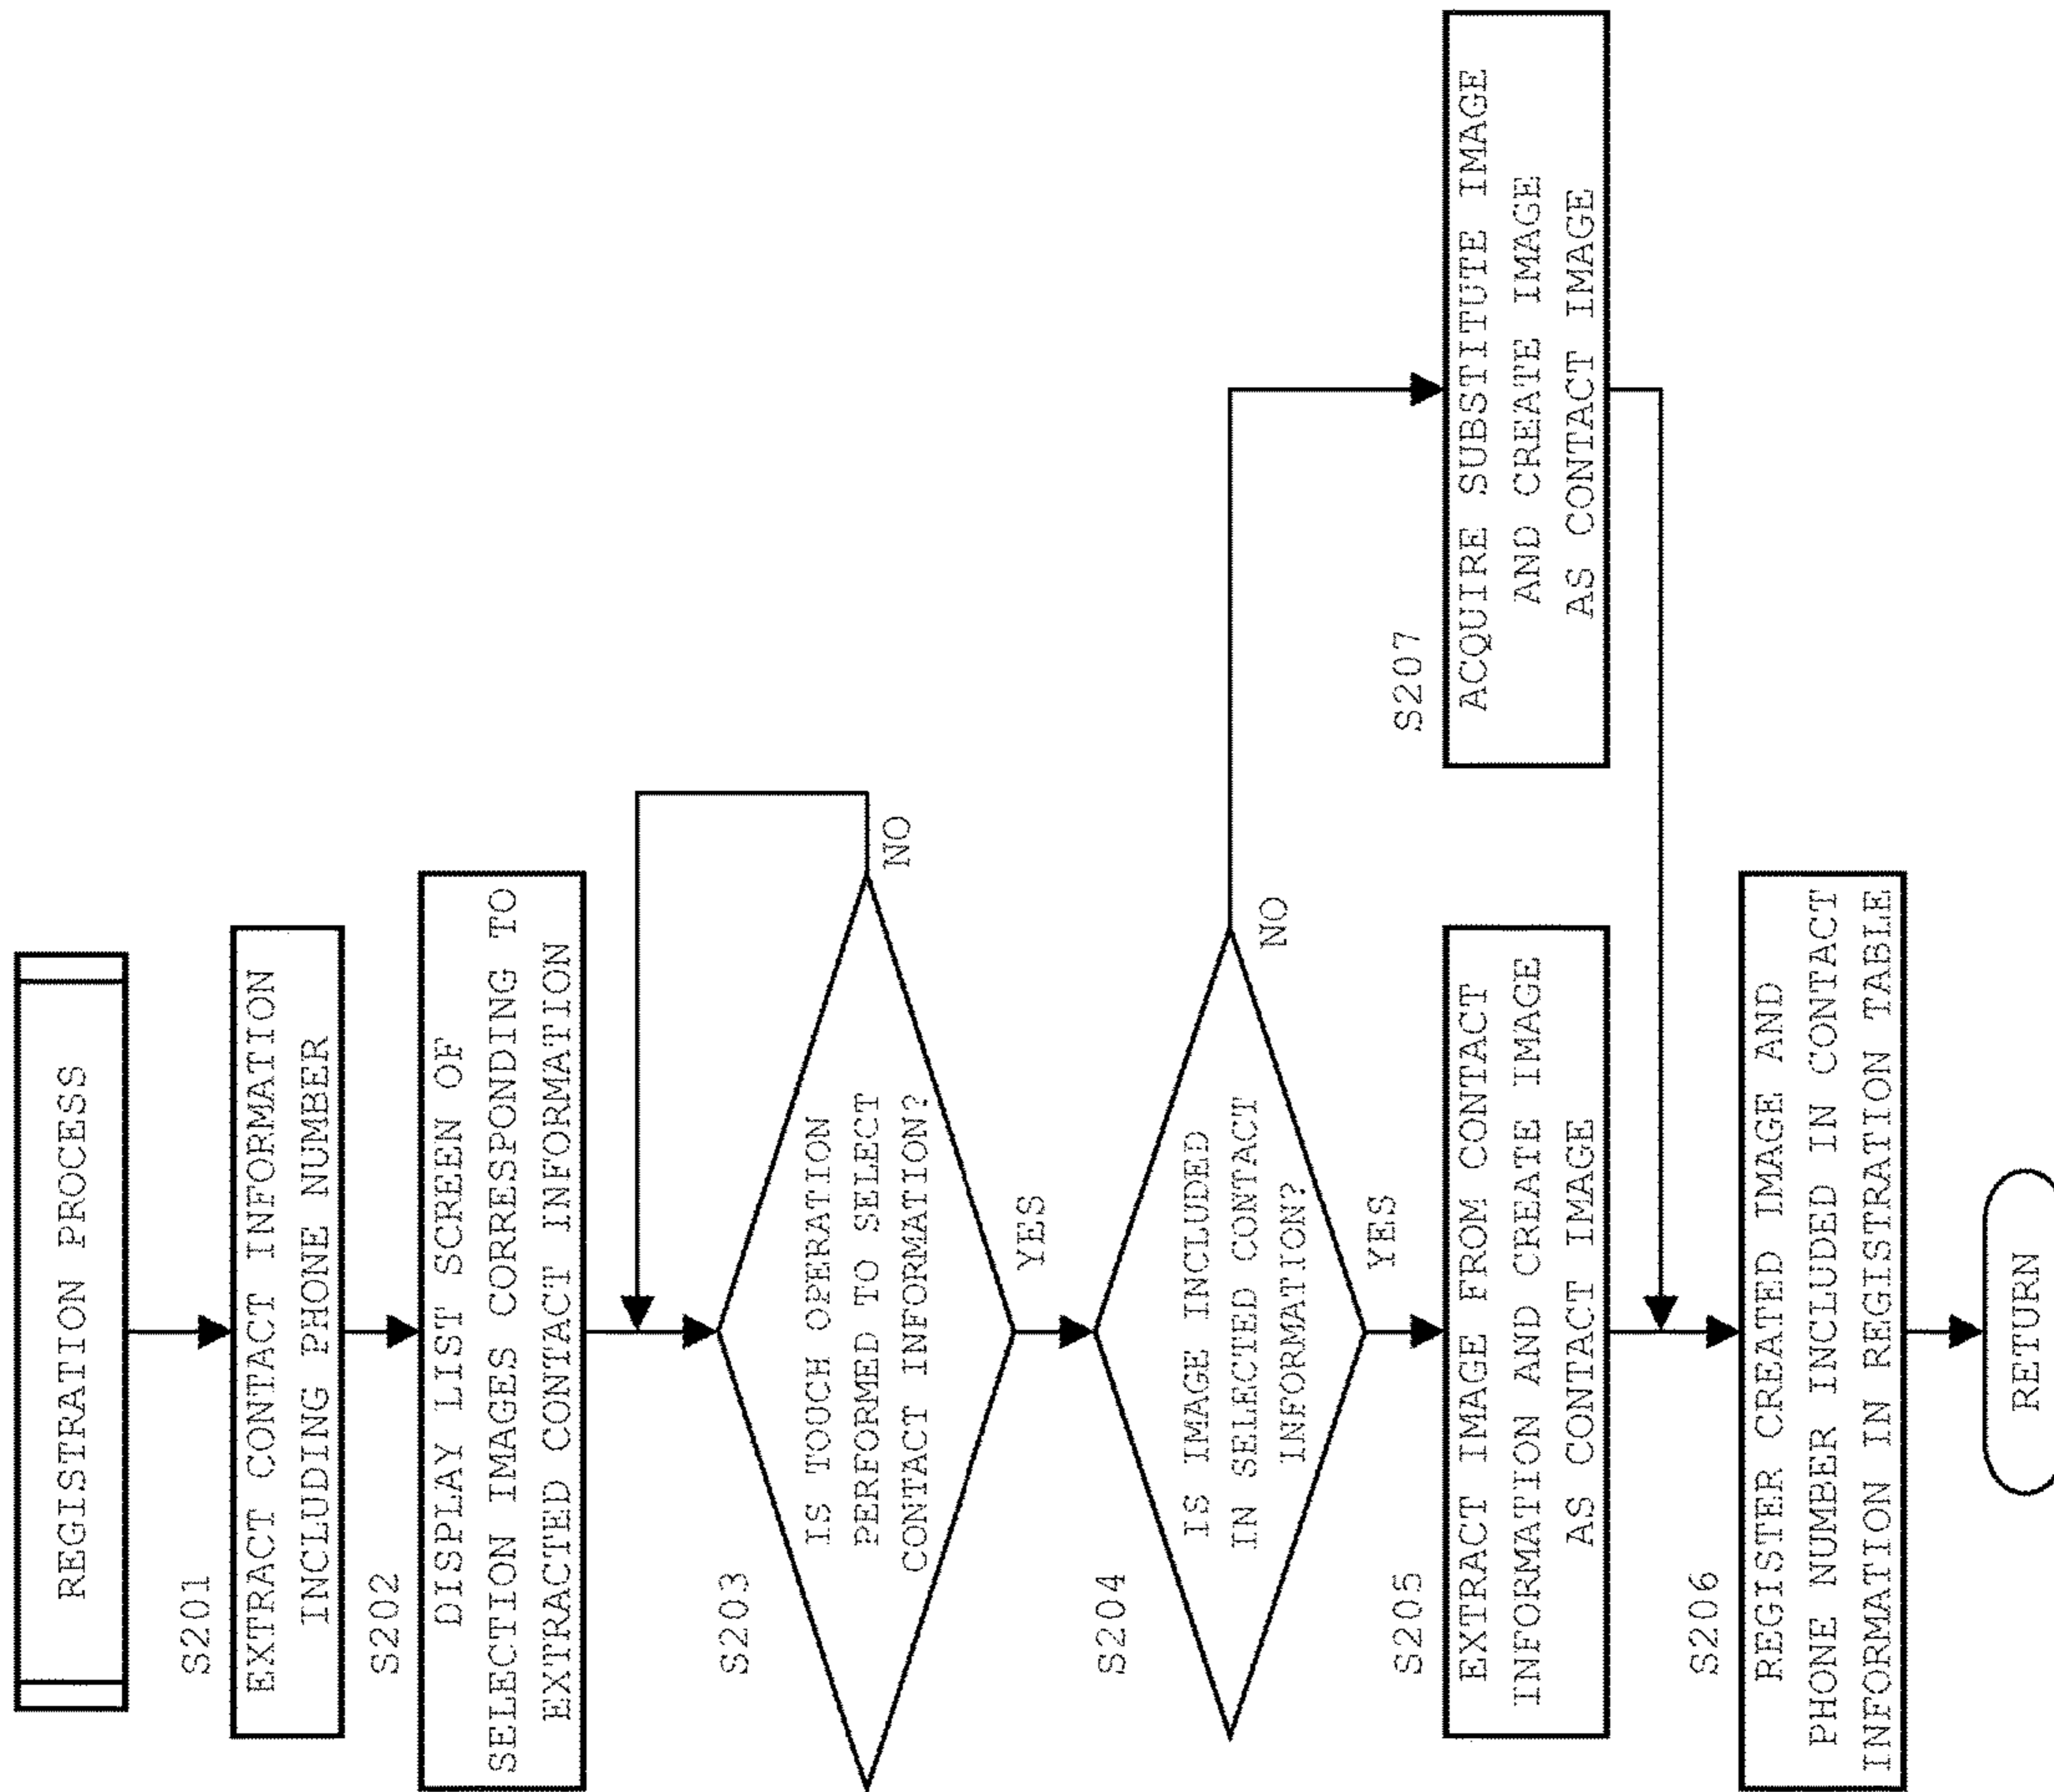 REGISTRATION PROCESS
S201
EXTRACT CONTACT INFORMATION
INCLUDING PHONE NUMBER
S202
DISPLAY LIST SCREEN OF
SELECTION IMAGES CORRESPONDING TO
EXTRACTED CONTACT INFORMATION
S203
IS TOUCH OPERATION
PERFORMED TO SELECT
CONTACT INFORMATION?
NO
YES
S204
IS IMAGE INCLUDED
IN SELECTED CONTACT
INFORMATION?
NO
YES
S205
EXTRACT IMAGE FROM CONTACT
INFORMATION AND CREATE IMAGE
AS CONTACT IMAGE
S207
ACQUIRE SUBSTITUTE IMAGE
AND CREATE IMAGE
AS CONTACT IMAGE
S206
REGISTER CREATED IMAGE AND
PHONE NUMBER INCLUDED IN CONTACT
INFORMATION IN REGISTRATION TABLE
RETURN